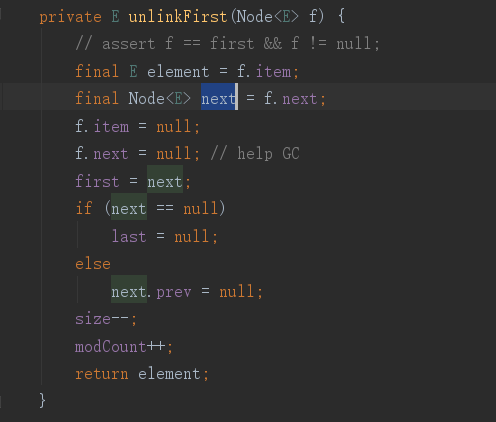 private E unlinkFirst(Node<E> f) {
// assert f == first && f != null;
final E element = f.item;
final Node<E> next = f.next;
f.item = null;
f.next = null; // help GC
first = next;
if (next == null)
last = null;
else
next.prev = null;
size--;
modCount++;
return element;
}